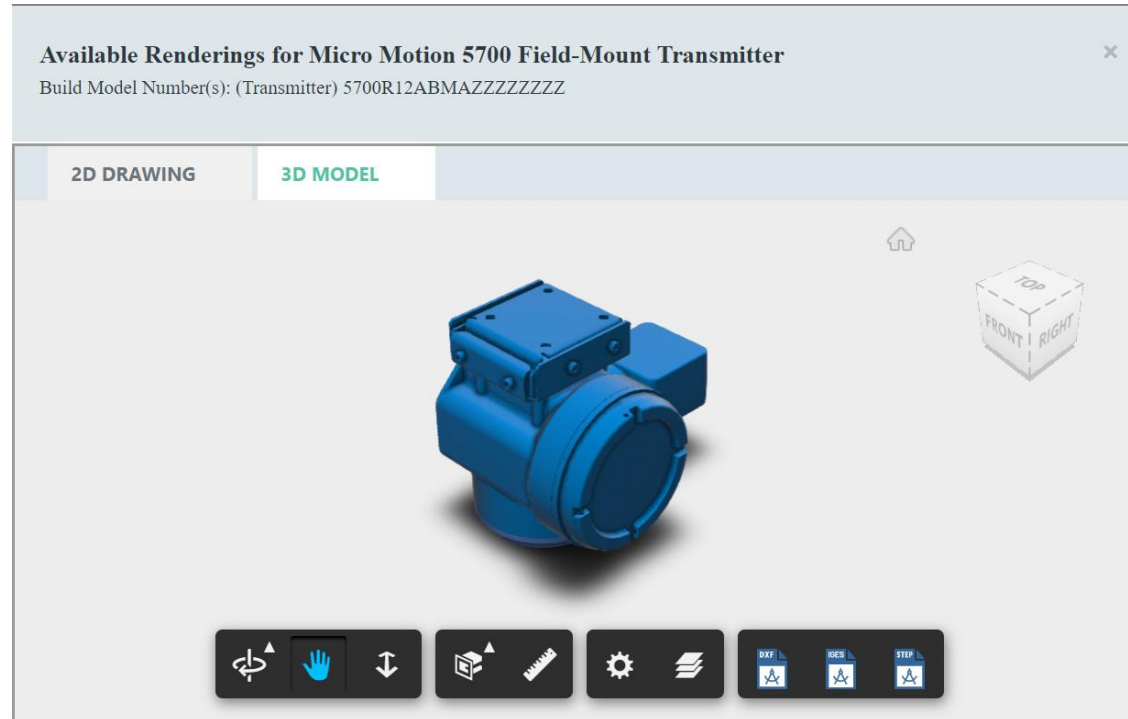 Available Renderings for Micro Motion 5700 Field-Mount Transmitter
Build Model Number(s): (Transmitter) 5700R12ABMAZZZZZZZ
2D DRAWING
3D MODEL
TOP
FRONT
RIGHT
DXF
IGES
STEP